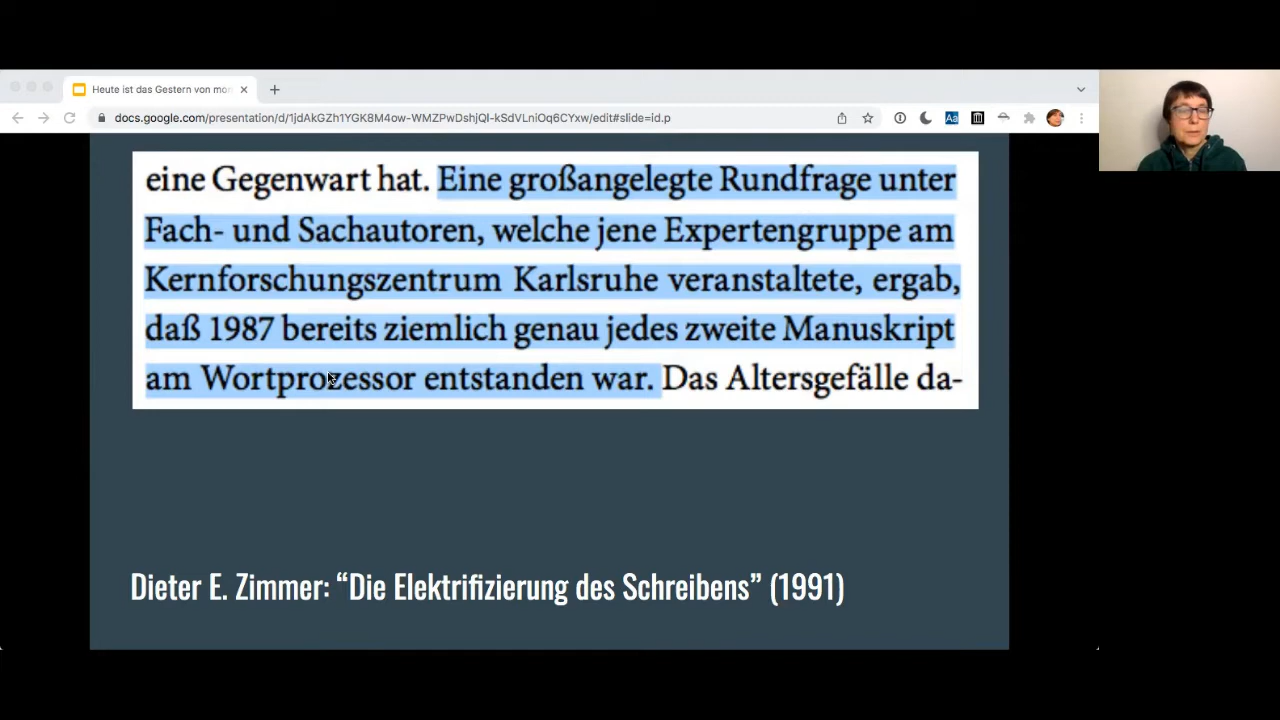 Heute ist das Gestern von mo
docs.google.com/presentation/d/1jdAkGZh1YGK8M4ow-WMZPwDshjQI-kSdVLniOq6CYxw/edit#slide=id.p
Aa
eine Gegenwart hat. Eine großangelegte Rundfrage unter
Fach- und Sachautoren, welche jene Expertengruppe am
Kernforschungszentrum Karlsruhe veranstaltete, ergab,
daß 1987 bereits ziemlich genau jedes zweite Manuskript
am Wortprozessor entstanden war. Das Altersgefälle da-
Dieter E. Zimmer: “Die Elektrifizierung des Schreibens” (1991)